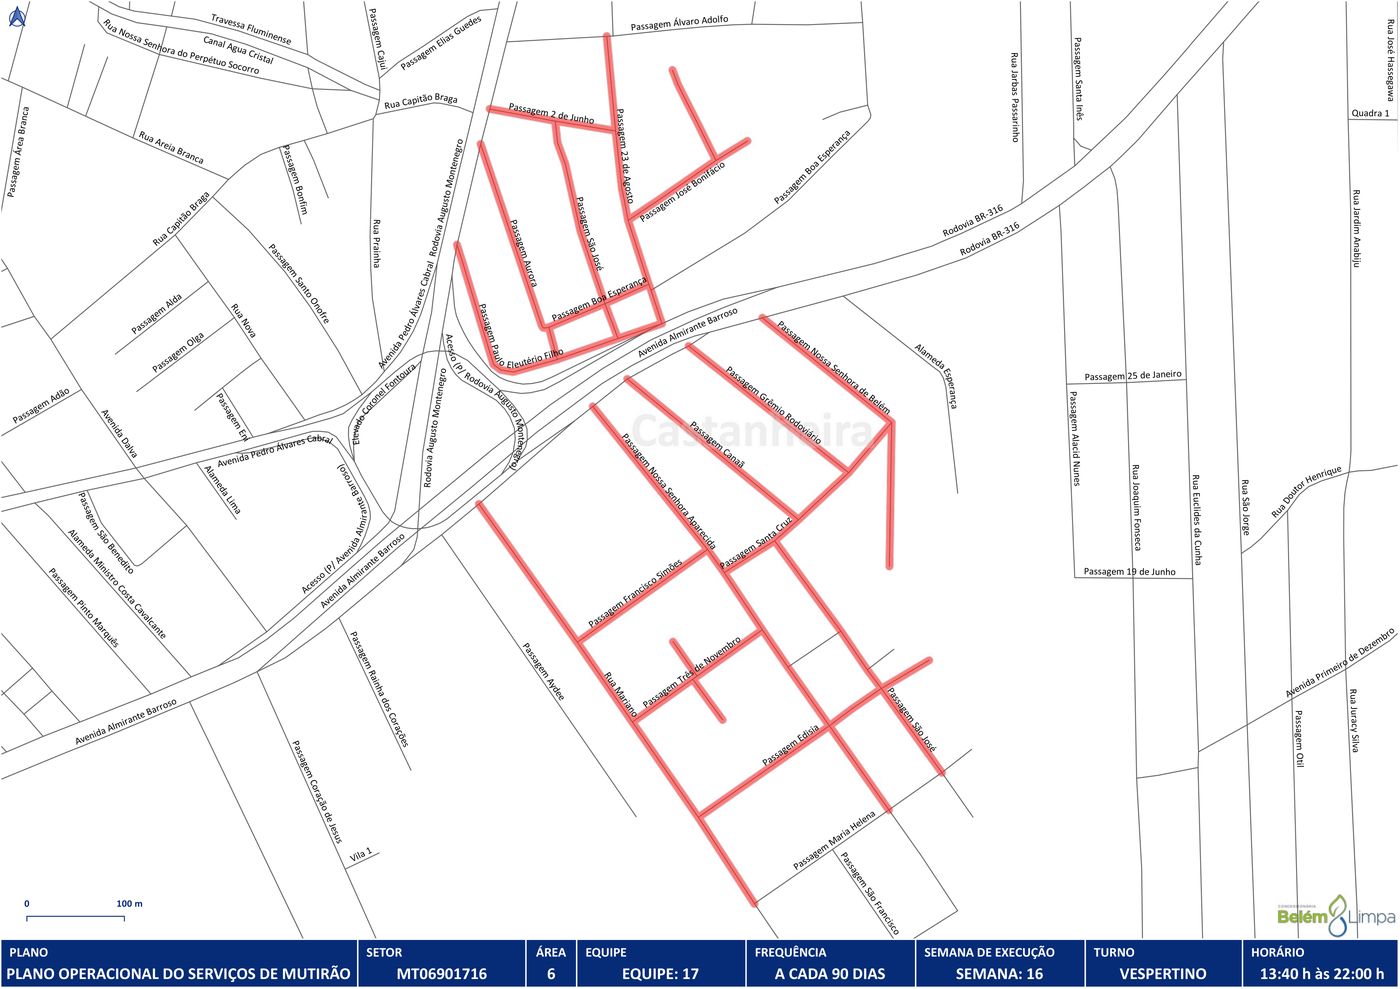 Travessa Fluminense
Canal Agua Cristal
Rua Nossa Senhora do Perpétuo Socorro
Passagem Cajuí
Passagem Elias Guedes
Passagem Álvaro Adolfo
Rua Jarbas Passarinho
Passagem Santa Inês
Rua José Hassegawa
Quadra 1
Rua Capitão Braga
Passagem 2 de Junho
Passagem 23 de Agosto
Passagem Área Branca
Rua Areia Branca
Passagem Bonfim
Rodovia Augusto Montenegro
Passagem José Bonifácio
Passagem Boa Esperança
Rua Capitão Braga
Rua Prainha
Passagem Santo Onofre
Passagem Aurora
Passagem São José
Rodovia BR-316
Rodovia BR-316
Rua Jardim Anabiju
Passagem Alda
Rua Nova
Passagem Olga
Avenida Pedro Álvares Cabral
Passagem Boa Esperança
Passagem Paulo Eleutério Filho
Avenida Almirante Barroso
Acesso (P/ Rodovia Augusto Montenegro)
Passagem Nossa Senhora de Belém
Alameda Esperança
Passagem 25 de Janeiro
Passagem Adão
Avenida Dalva
Elevado Coronel Fontoura
Rodovia Augusto Montenegro
Passagem Grêmio Rodoviário
Castanheira
Passagem Canaã
Passagem Alacid Nunes
Avenida Pedro Álvares Cabral
Alameda Lima
Passagem Nossa Senhora Aparecida
Rua Joaquim Fonseca
Rua Euclides da Cunha
Rua São Jorge
Rua Doutor Henrique
Passagem São Benedito
Alameda Ministro Costa Cavalcante
Passagem Pinto Marquês
Acesso (P/ Avenida Almirante Barroso)
Avenida Almirante Barroso
Passagem Santa Cruz
Passagem Francisco Simões
Passagem 19 de Junho
Passagem Rainha dos Corações
Passagem Aydee
Rua Mariano
Passagem Três de Novembro
Avenida Primeiro de Dezembro
Avenida Almirante Barroso
Passagem Coração de Jesus
Passagem Edisia
Passagem São José
Passagem Otil
Rua Juracy Silva
Vila 1
Passagem Maria Helena
Passagem São Francisco
0 100 m
CONCESSIONÁRIA
Belém Limpa
PLANO
PLANO OPERACIONAL DO SERVIÇOS DE MUTIRÃO
SETOR
MT06901716
ÁREA
6
EQUIPE
EQUIPE: 17
FREQUÊNCIA
A CADA 90 DIAS
SEMANA DE EXECUÇÃO
SEMANA: 16
TURNO
VESPERTINO
HORÁRIO
13:40 h às 22:00 h